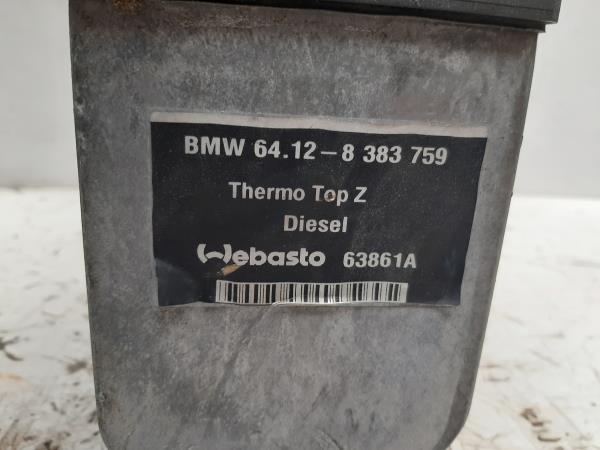 BMW 64.12-8 383 759
Thermo Top Z
Diesel
Webasto 63861A